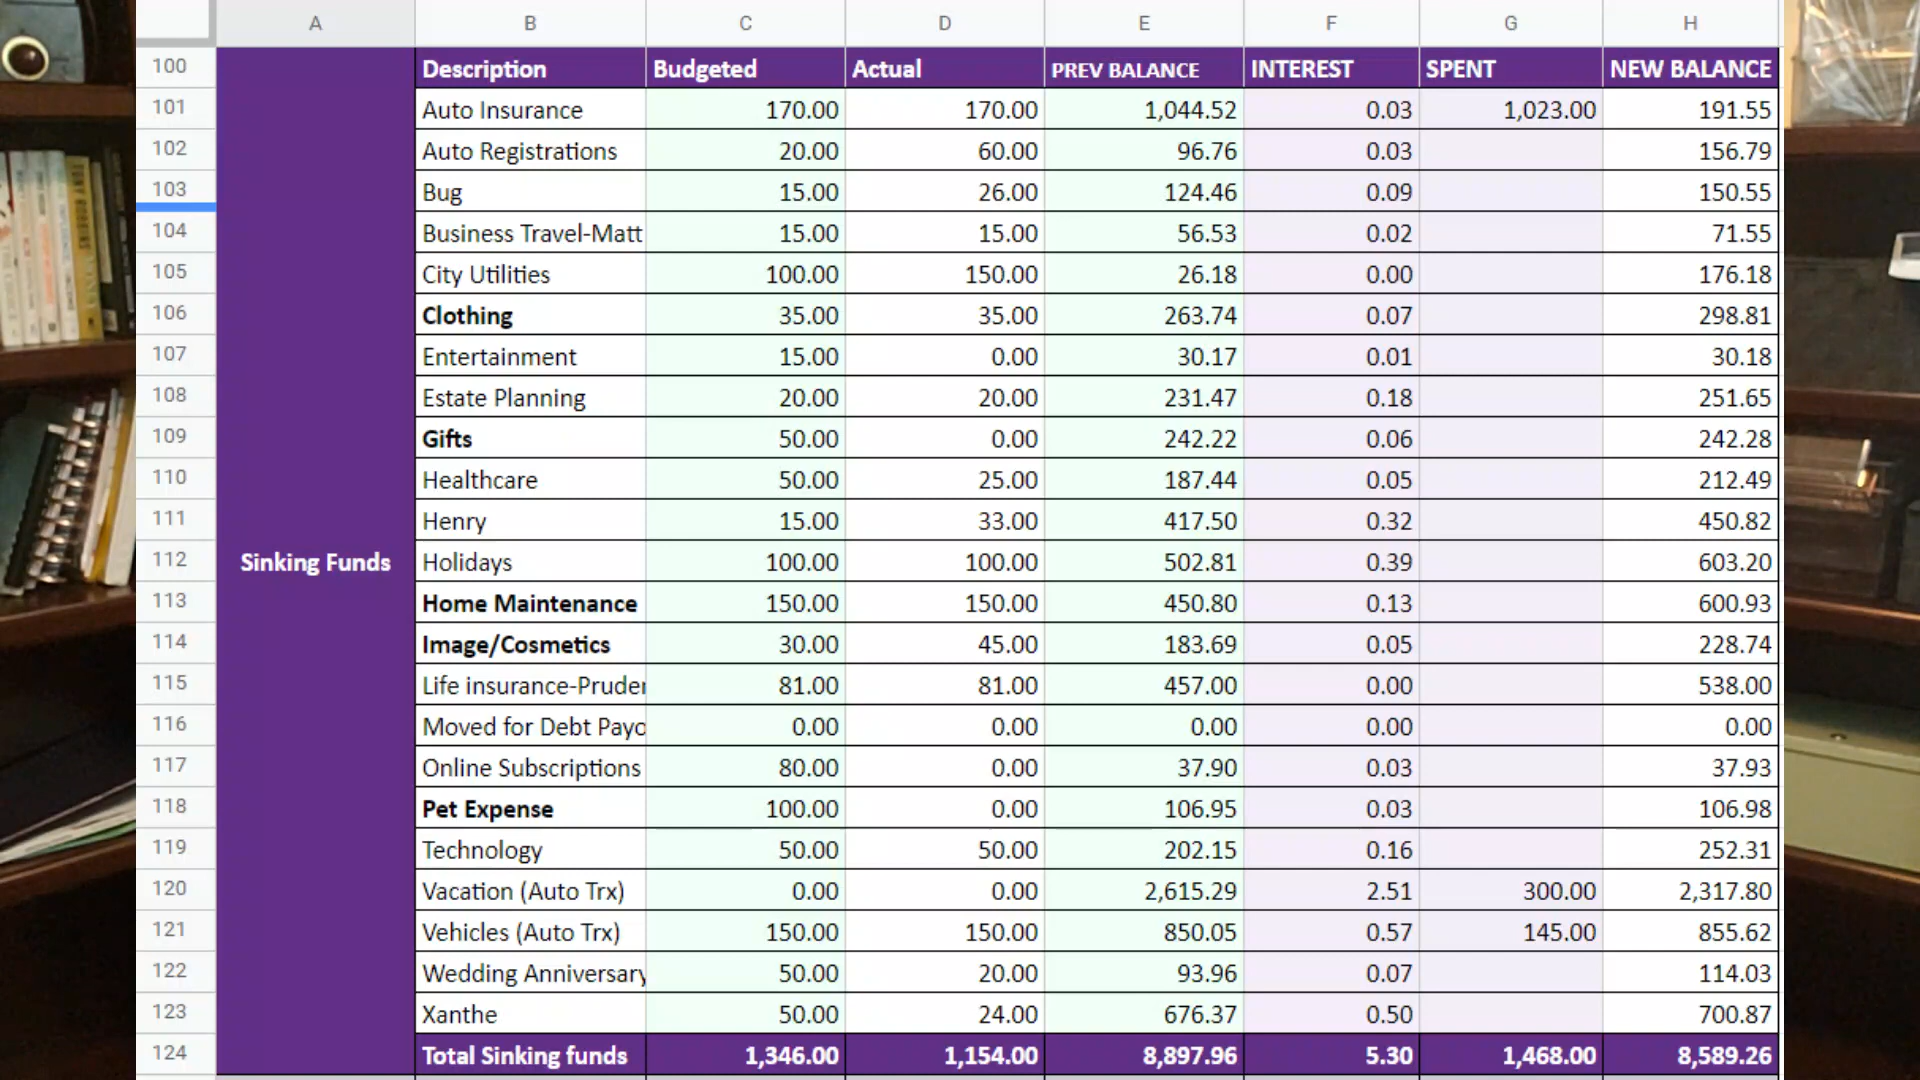 A B C D E F G H
100 Description Budgeted Actual PREV BALANCE INTEREST SPENT NEW BALANCE
101 Auto Insurance 170.00 170.00 1,044.52 0.03 1,023.00 191.55
102 Auto Registrations 20.00 60.00 96.76 0.03 156.79
103 Bug 15.00 26.00 124.46 0.09 150.55
104 Business Travel-Matt 15.00 15.00 56.53 0.02 71.55
105 City Utilities 100.00 150.00 26.18 0.00 176.18
106 Clothing 35.00 35.00 263.74 0.07 298.81
107 Entertainment 15.00 0.00 30.17 0.01 30.18
108 Estate Planning 20.00 20.00 231.47 0.18 251.65
109 Gifts 50.00 0.00 242.22 0.06 242.28
110 Healthcare 50.00 25.00 187.44 0.05 212.49
111 Henry 15.00 33.00 417.50 0.32 450.82
112 Sinking Funds Holidays 100.00 100.00 502.81 0.39 603.20
113 Home Maintenance 150.00 150.00 450.80 0.13 600.93
114 Image/Cosmetics 30.00 45.00 183.69 0.05 228.74
115 Life insurance-Pruder 81.00 81.00 457.00 0.00 538.00
116 Moved for Debt Payo 0.00 0.00 0.00 0.00 0.00
117 Online Subscriptions 80.00 0.00 37.90 0.03 37.93
118 Pet Expense 100.00 0.00 106.95 0.03 106.98
119 Technology 50.00 50.00 202.15 0.16 252.31
120 Vacation (Auto Trx) 0.00 0.00 2,615.29 2.51 300.00 2,317.80
121 Vehicles (Auto Trx) 150.00 150.00 850.05 0.57 145.00 855.62
122 Wedding Anniversary 50.00 20.00 93.96 0.07 114.03
123 Xanthe 50.00 24.00 676.37 0.50 700.87
124 Total Sinking funds 1,346.00 1,154.00 8,897.96 5.30 1,468.00 8,589.26
TONY ROBBINS